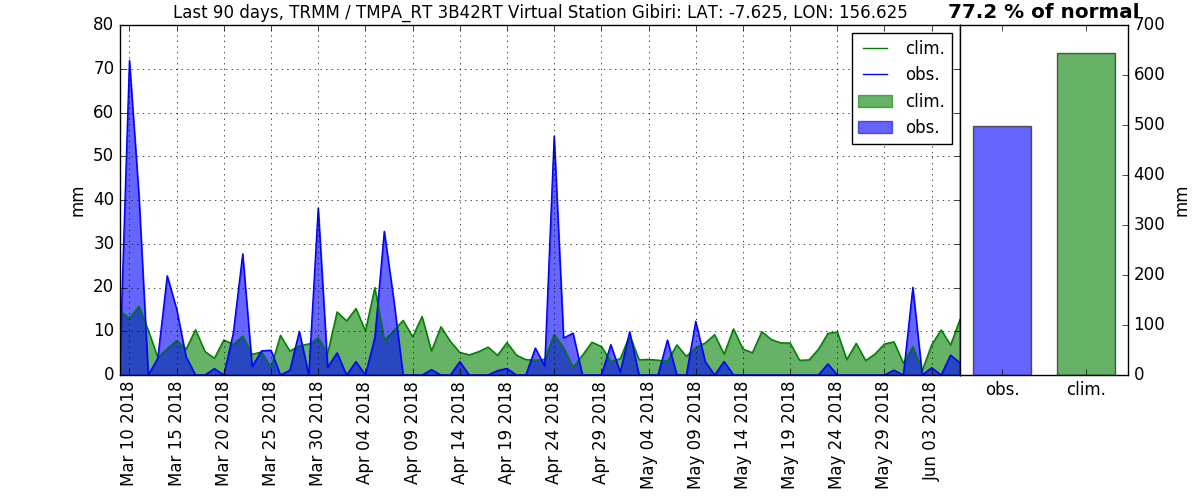 Last 90 days, TRMM / TMPA_RT 3B42RT Virtual Station Gibiri: LAT: -7.625, LON: 156.625
77.2 % of normal
80
70
60
50
40
30
20
10
0
mm
clim.
obs.
clim.
obs.
700
600
500
400
300
200
100
0
mm
obs.
clim.
Mar 10 2018
Mar 15 2018
Mar 20 2018
Mar 25 2018
Mar 30 2018
Apr 04 2018
Apr 09 2018
Apr 14 2018
Apr 19 2018
Apr 24 2018
Apr 29 2018
May 04 2018
May 09 2018
May 14 2018
May 19 2018
May 24 2018
May 29 2018
Jun 03 2018